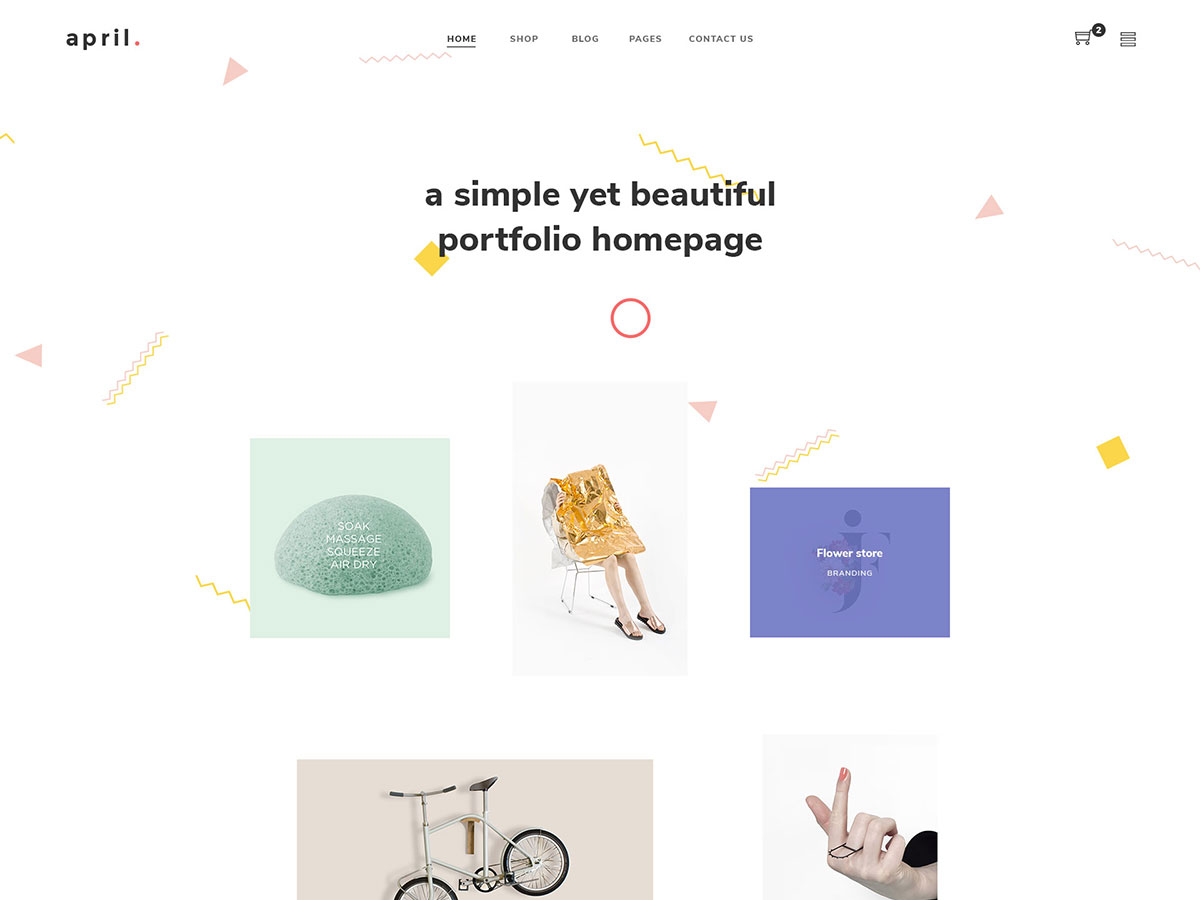 april.
HOME SHOP BLOG PAGES CONTACT US
2
a simple yet beautiful
portfolio homepage
SOAK
MASSAGE
SQUEEZE
AIR DRY
Flower store
BRANDING